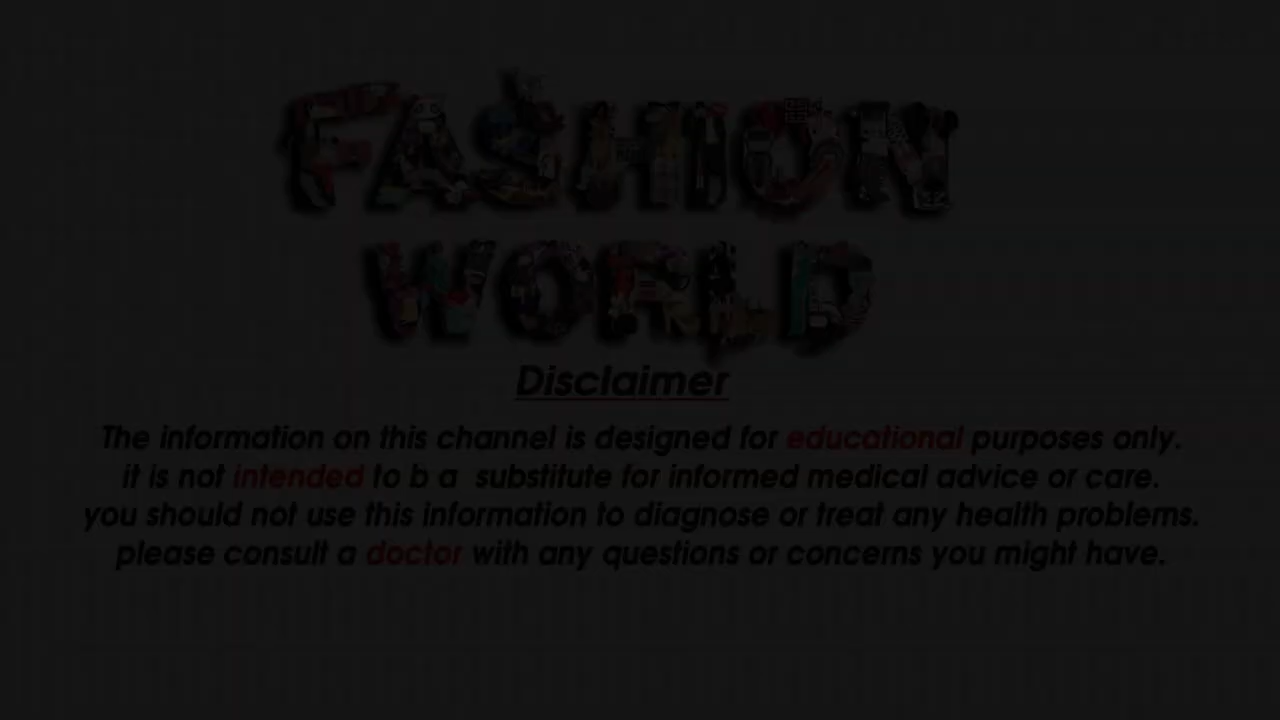 FASHION
WORLD
Disclaimer
The information on this channel is designed for educational purposes only.
it is not intended to b a substitute for informed medical advice or care.
you should not use this information to diagnose or treat any health problems.
please consult a doctor with any questions or concerns you might have.